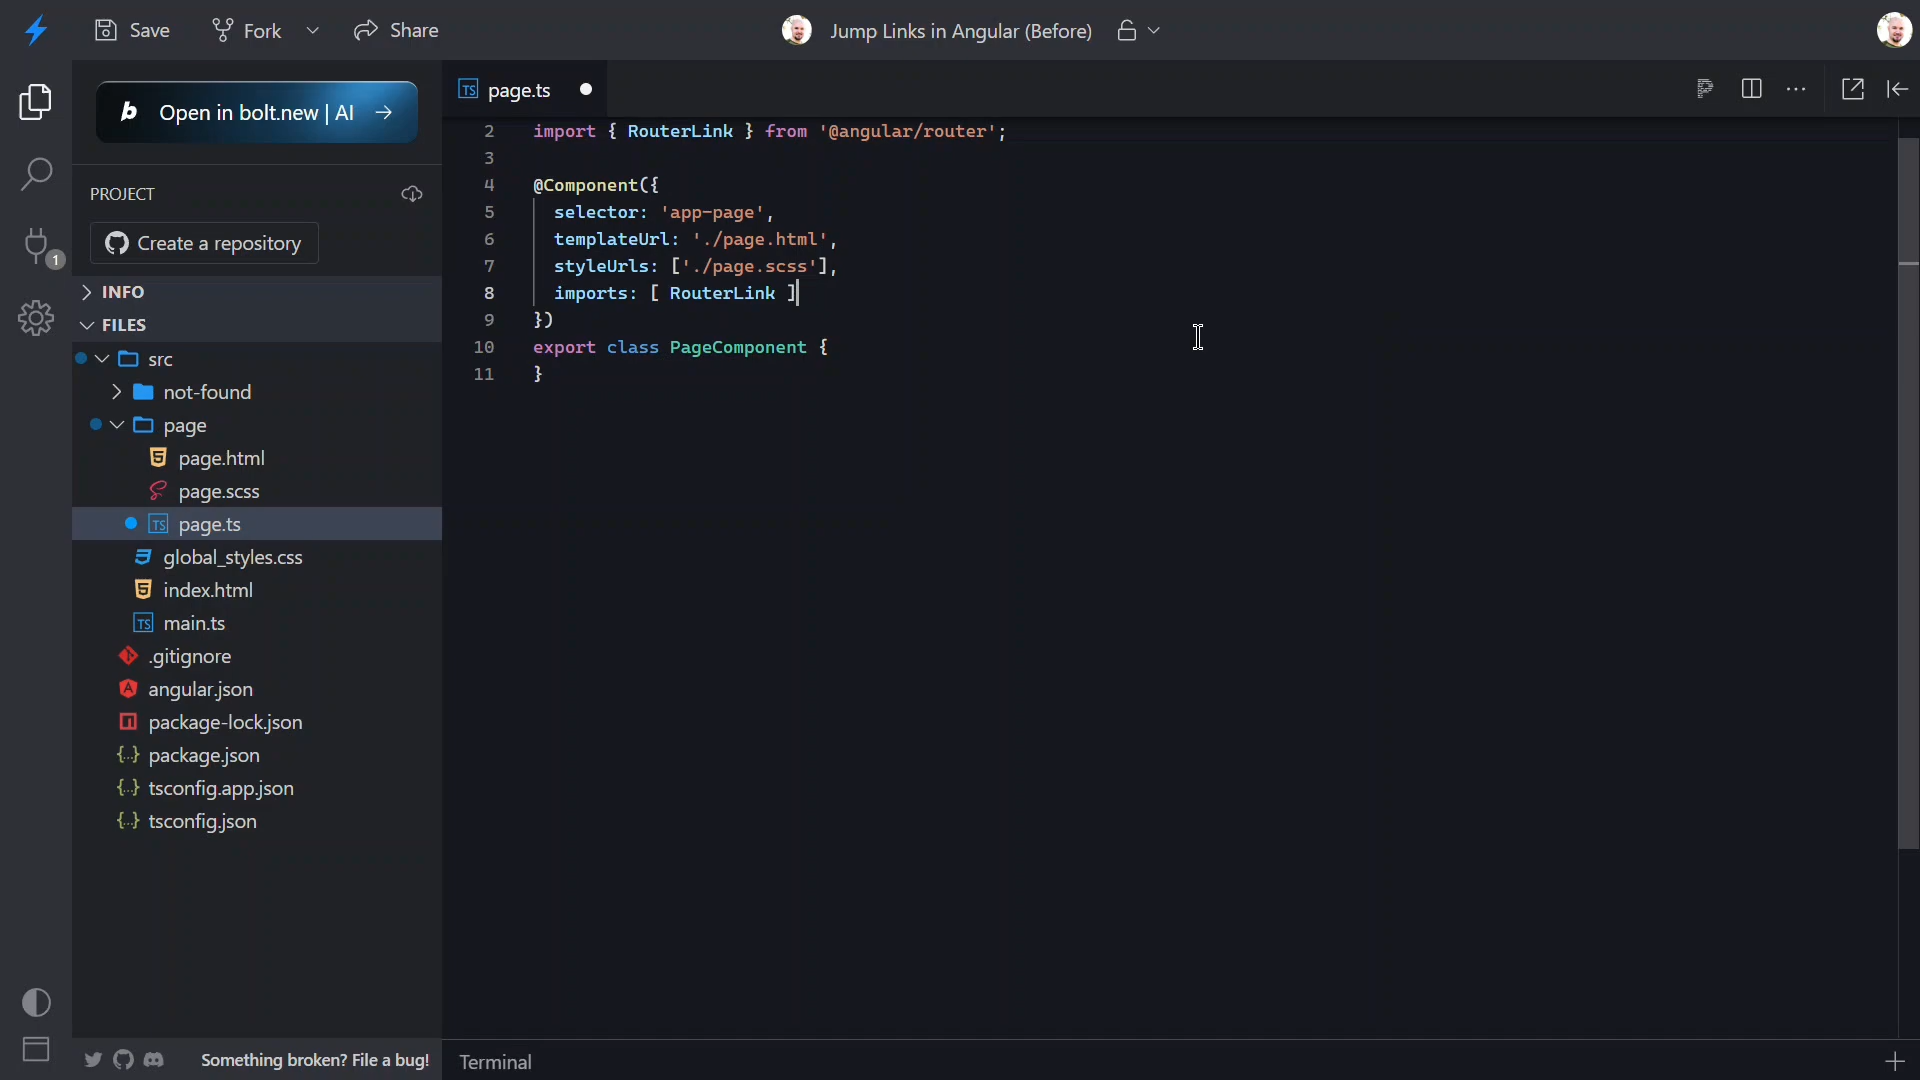 Save
Fork
Share
Jump Links in Angular (Before)
b Open in bolt.new | AI →
TS page.ts
PROJECT
Create a repository
1
INFO
FILES
src
not-found
page
page.html
page.scss
TS page.ts
global_styles.css
index.html
TS main.ts
.gitignore
angular.json
package-lock.json
{..} package.json
{..} tsconfig.app.json
{..} tsconfig.json
2 import { RouterLink } from '@angular/router';
3
4 @Component({
5 selector: 'app-page',
6 templateUrl: './page.html',
7 styleUrls: ['./page.scss'],
8 imports: [ RouterLink ]
9 })
10 export class PageComponent {
11 }
Something broken? File a bug!
Terminal